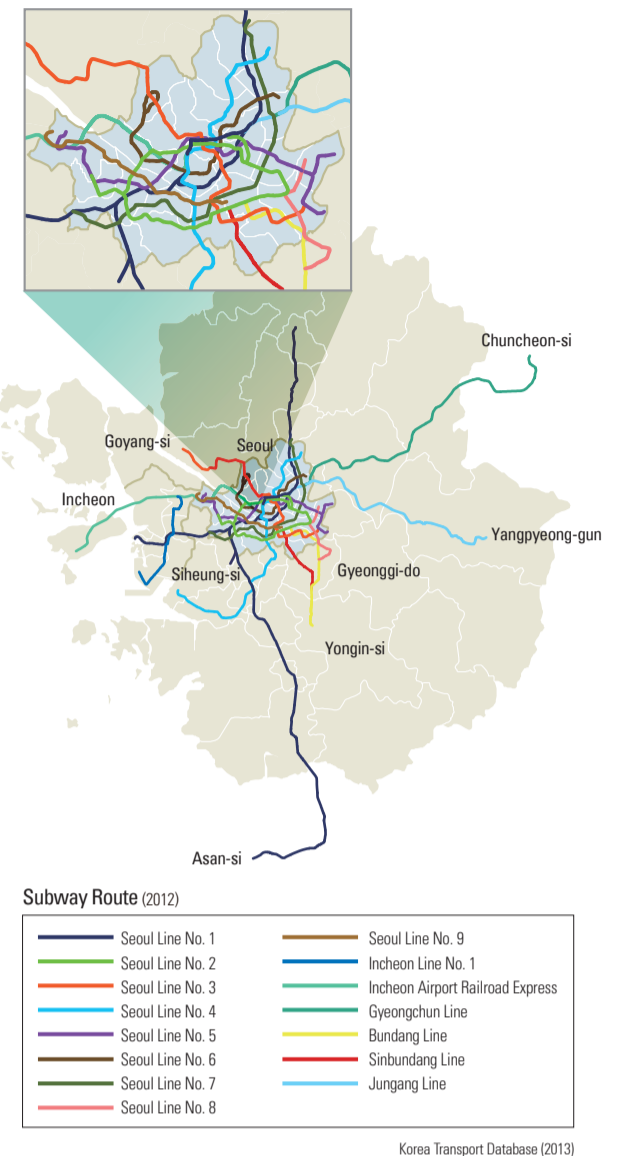 Chuncheon-si
Goyang-si
Seoul
Incheon
Yangpyeong-gun
Siheung-si
Gyeonggi-do
Yongin-si
Asan-si
Subway Route (2012)
Seoul Line No. 1
Seoul Line No. 2
Seoul Line No. 3
Seoul Line No. 4
Seoul Line No. 5
Seoul Line No. 6
Seoul Line No. 7
Seoul Line No. 8
Seoul Line No. 9
Incheon Line No. 1
Incheon Airport Railroad Express
Gyeongchun Line
Bundang Line
Sinbundang Line
Jungang Line
Korea Transport Database (2013)